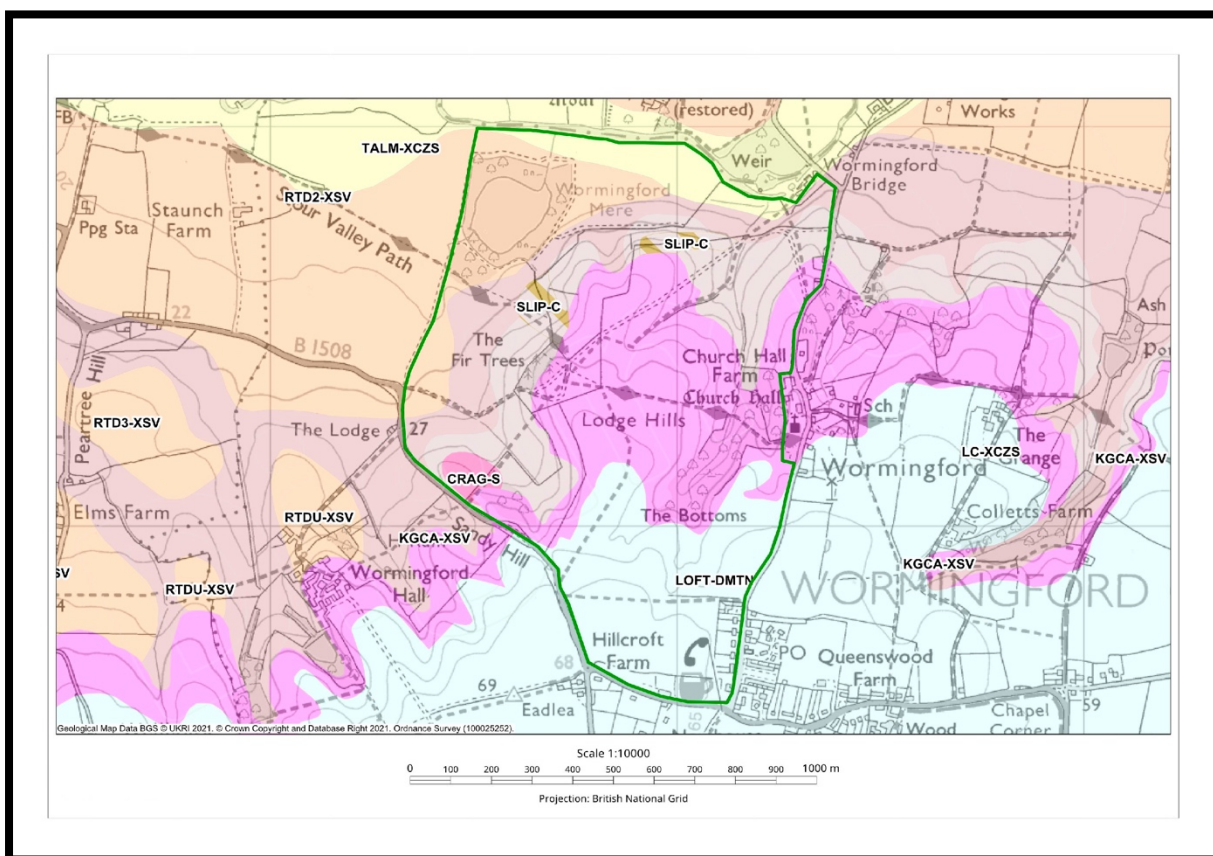 (restored)
Works
FB
TALM-XCZS
Weir
Wormingford
Bridge
Wormingford
Mere
RTD2-XSV
Staunch
Farm
Ppg Sta
Stour Valley Path
SLIP-C
SLIP-C
22
B 1508
The
Fir Trees
Ash
Church Hall
Farm
Peartree Hill
RTD3-XSV
The Lodge
27
Lodge Hills
Sch
The
Grange
LC-XCZS
KGCA-XSV
Wormingford
CRAG-S
Elms Farm
RTDU-XSV
The Bottoms
Colletts Farm
KGCA-XSV
Sandy Hill
Wormingford
Hall
KGCA-XSV
SV
RTDU-XSV
LOFT-DMTN
WORMINGFORD
Hillcroft
Farm
PO
Queenswood
Farm
68
69
Eadlea
65
59
Chapel
Corner
Wood
Geological Map Data BGS © UKRI 2021. © Crown Copyright and Database Right 2021. Ordnance Survey (100025252).
Scale 1:10000
0 100 200 300 400 500 600 700 800 900 1000 m
Projection: British National Grid